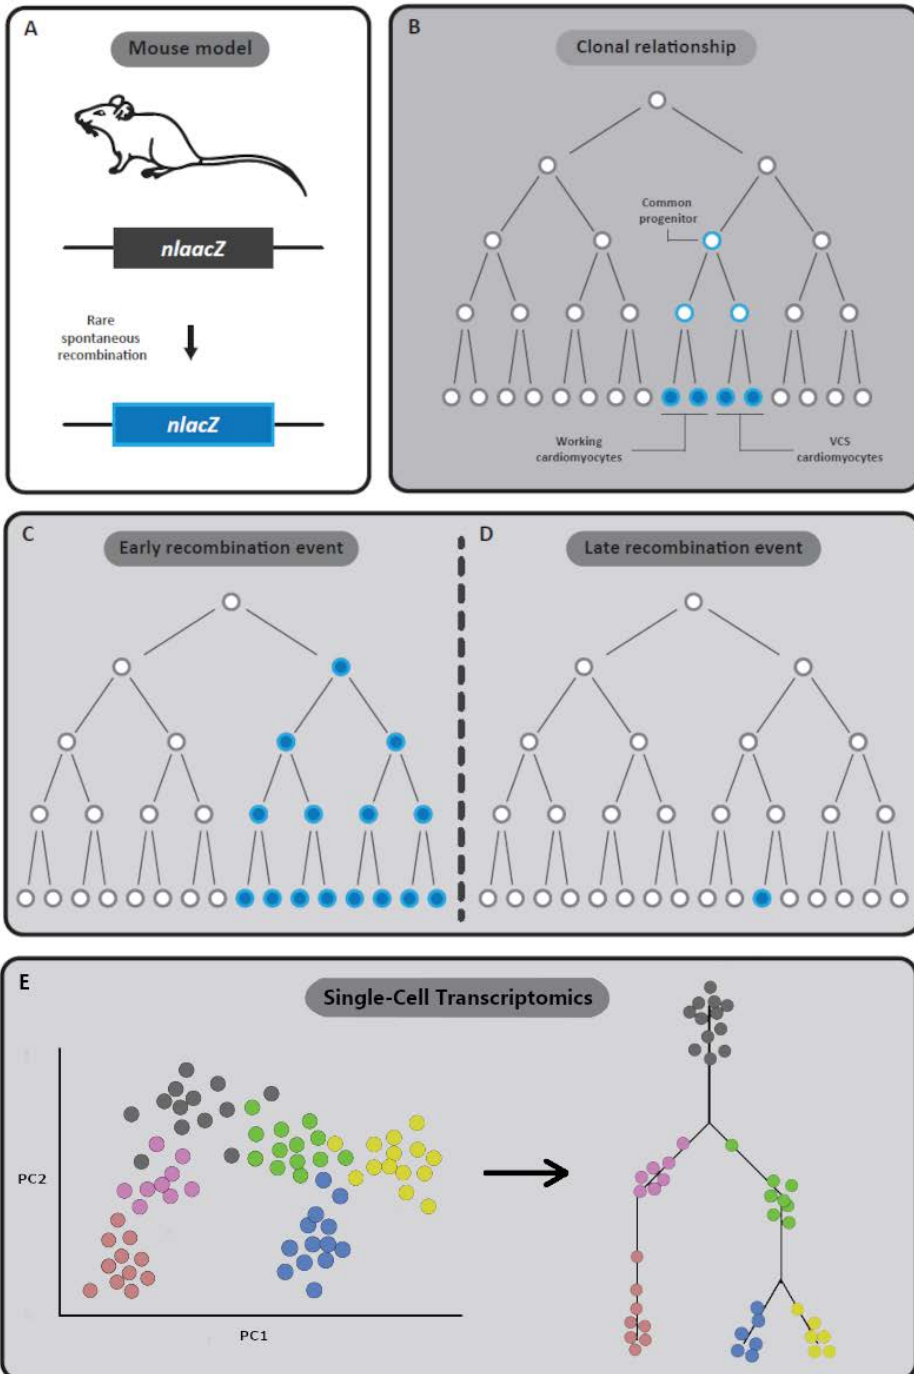 A
Mouse model
nlaacZ
Rare
spontaneous
recombination
nlacZ
B
Clonal relationship
Common
progenitor
Working
cardiomyocytes
VCS
cardiomyocytes
C
Early recombination event
D
Late recombination event
E
Single-Cell Transcriptomics
PC2
PC1